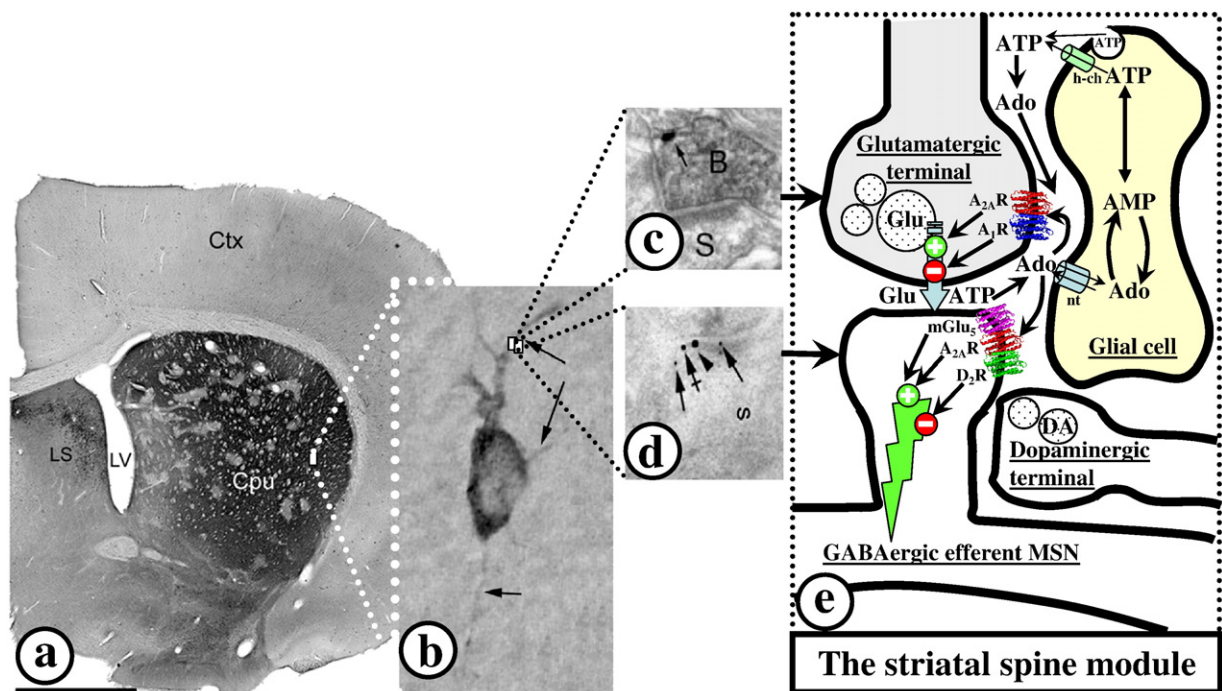 Ctx
LS
LV
Cpu
a
b
B
S
c
S
d
ATP
ATP
h-ch
ATP
Ado
Glutamatergic
terminal
Glu
A2AR
A1R
AMP
Ado
Glu
ATP
nt
Ado
mGlu5
A2AR
D2R
Glial cell
DA
Dopaminergic
terminal
GABAergic efferent MSN
e
The striatal spine module